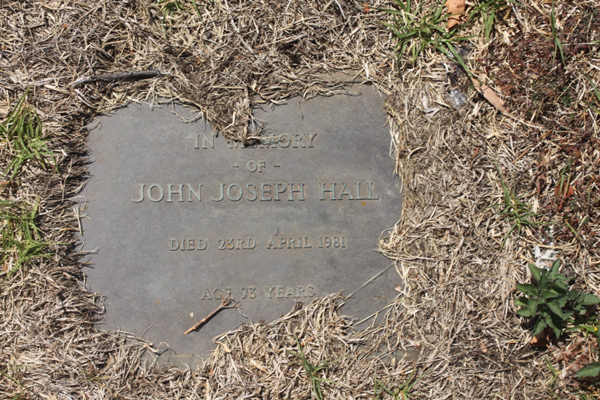 IN MEMORY
- OF -
JOHN JOSEPH HALL
DIED 23RD APRIL 1981
AGE 73 YEARS